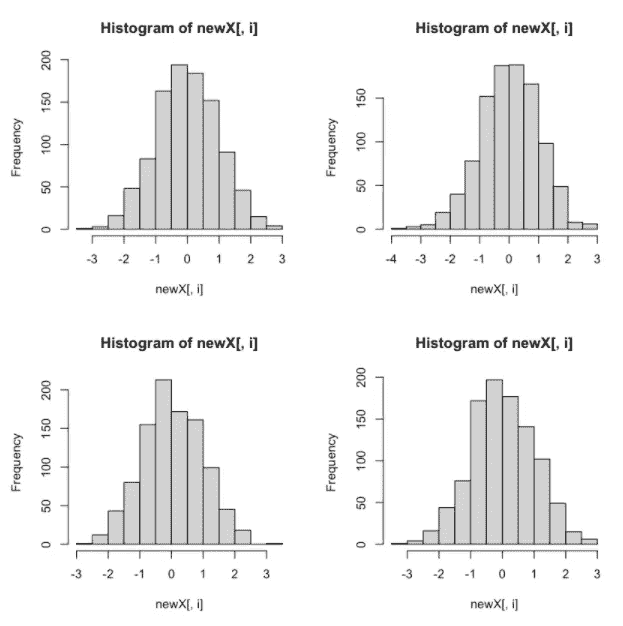 Histogram of newX[, i]
Frequency
0 50 100 150 200
-3 -2 -1 0 1 2 3
newX[, i]
Histogram of newX[, i]
Frequency
0 50 100 150
-4 -3 -2 -1 0 1 2 3
newX[, i]
Histogram of newX[, i]
Frequency
0 50 100 150 200
-3 -2 -1 0 1 2 3
newX[, i]
Histogram of newX[, i]
Frequency
0 50 100 150 200
-3 -2 -1 0 1 2 3
newX[, i]